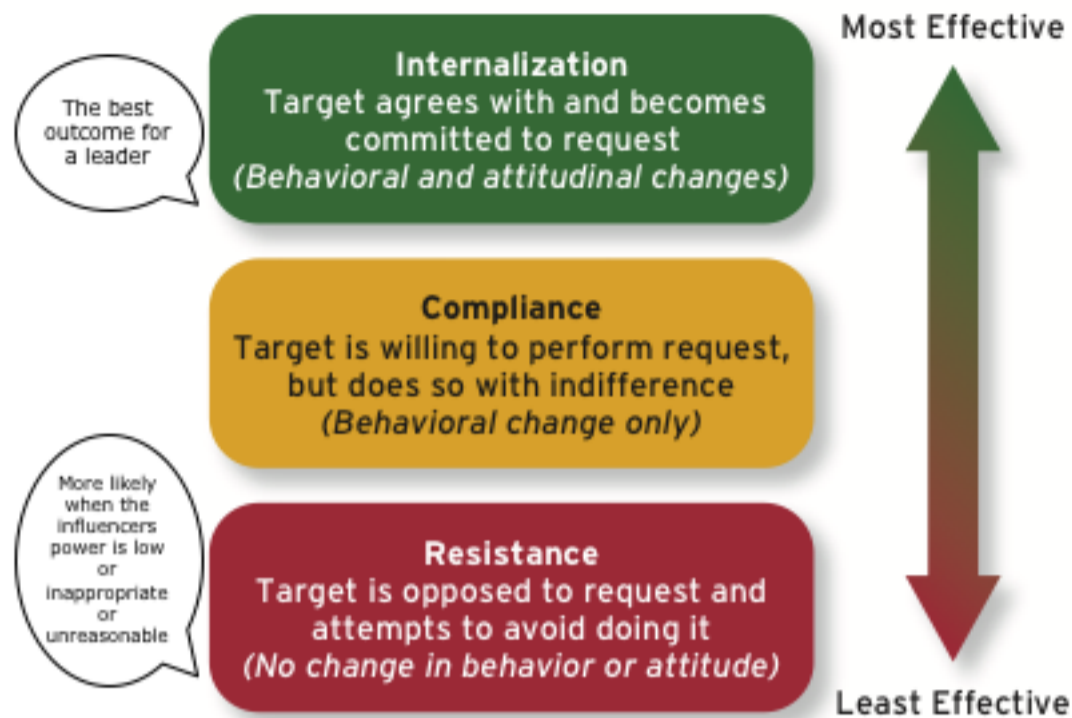 Most Effective
The best
outcome for
a leader
Internalization
Target agrees with and becomes
committed to request
(Behavioral and attitudinal changes)
Compliance
Target is willing to perform request,
but does so with indifference
(Behavioral change only)
More likely
when the
influencers
power is low
or
inappropriate
or
unreasonable
Resistance
Target is opposed to request and
attempts to avoid doing it
(No change in behavior or attitude)
Least Effective